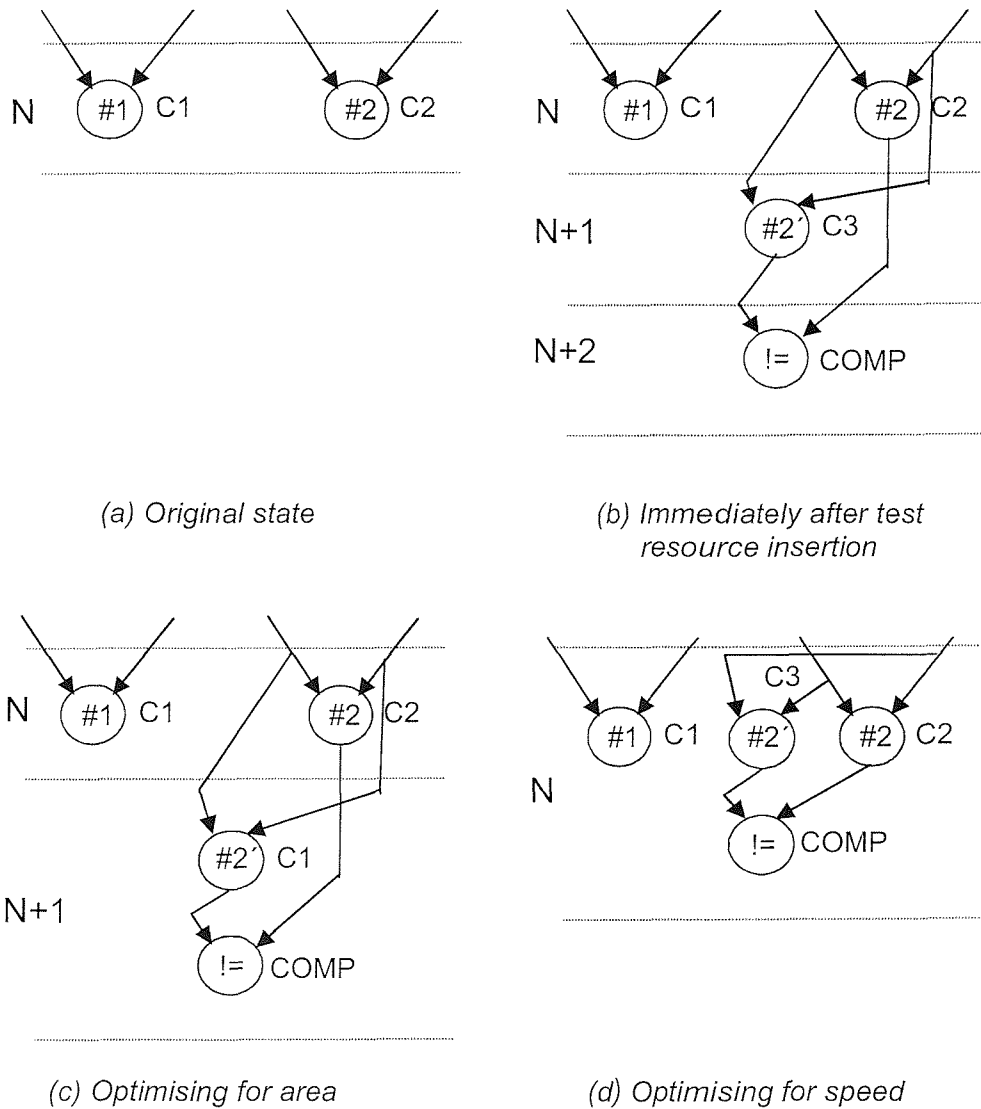 N
#1
C1
#2
C2
(a) Original state
N
#1
C1
#2
C2
N+1
#2´
C3
N+2
!=
COMP
(b) Immediately after test
resource insertion
N
#1
C1
#2
C2
#2´
C1
N+1
!=
COMP
(c) Optimising for area
C3
#1
C1
#2´
#2
C2
N
!=
COMP
(d) Optimising for speed